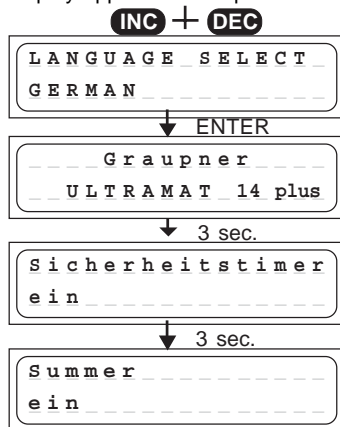 INC + DEC
LANGUAGE SELECT
GERMAN
ENTER
Graupner
ULTRAMAT 14 plus
3 sec.
Sicherheitstimer
ein
3 sec.
Summer
ein